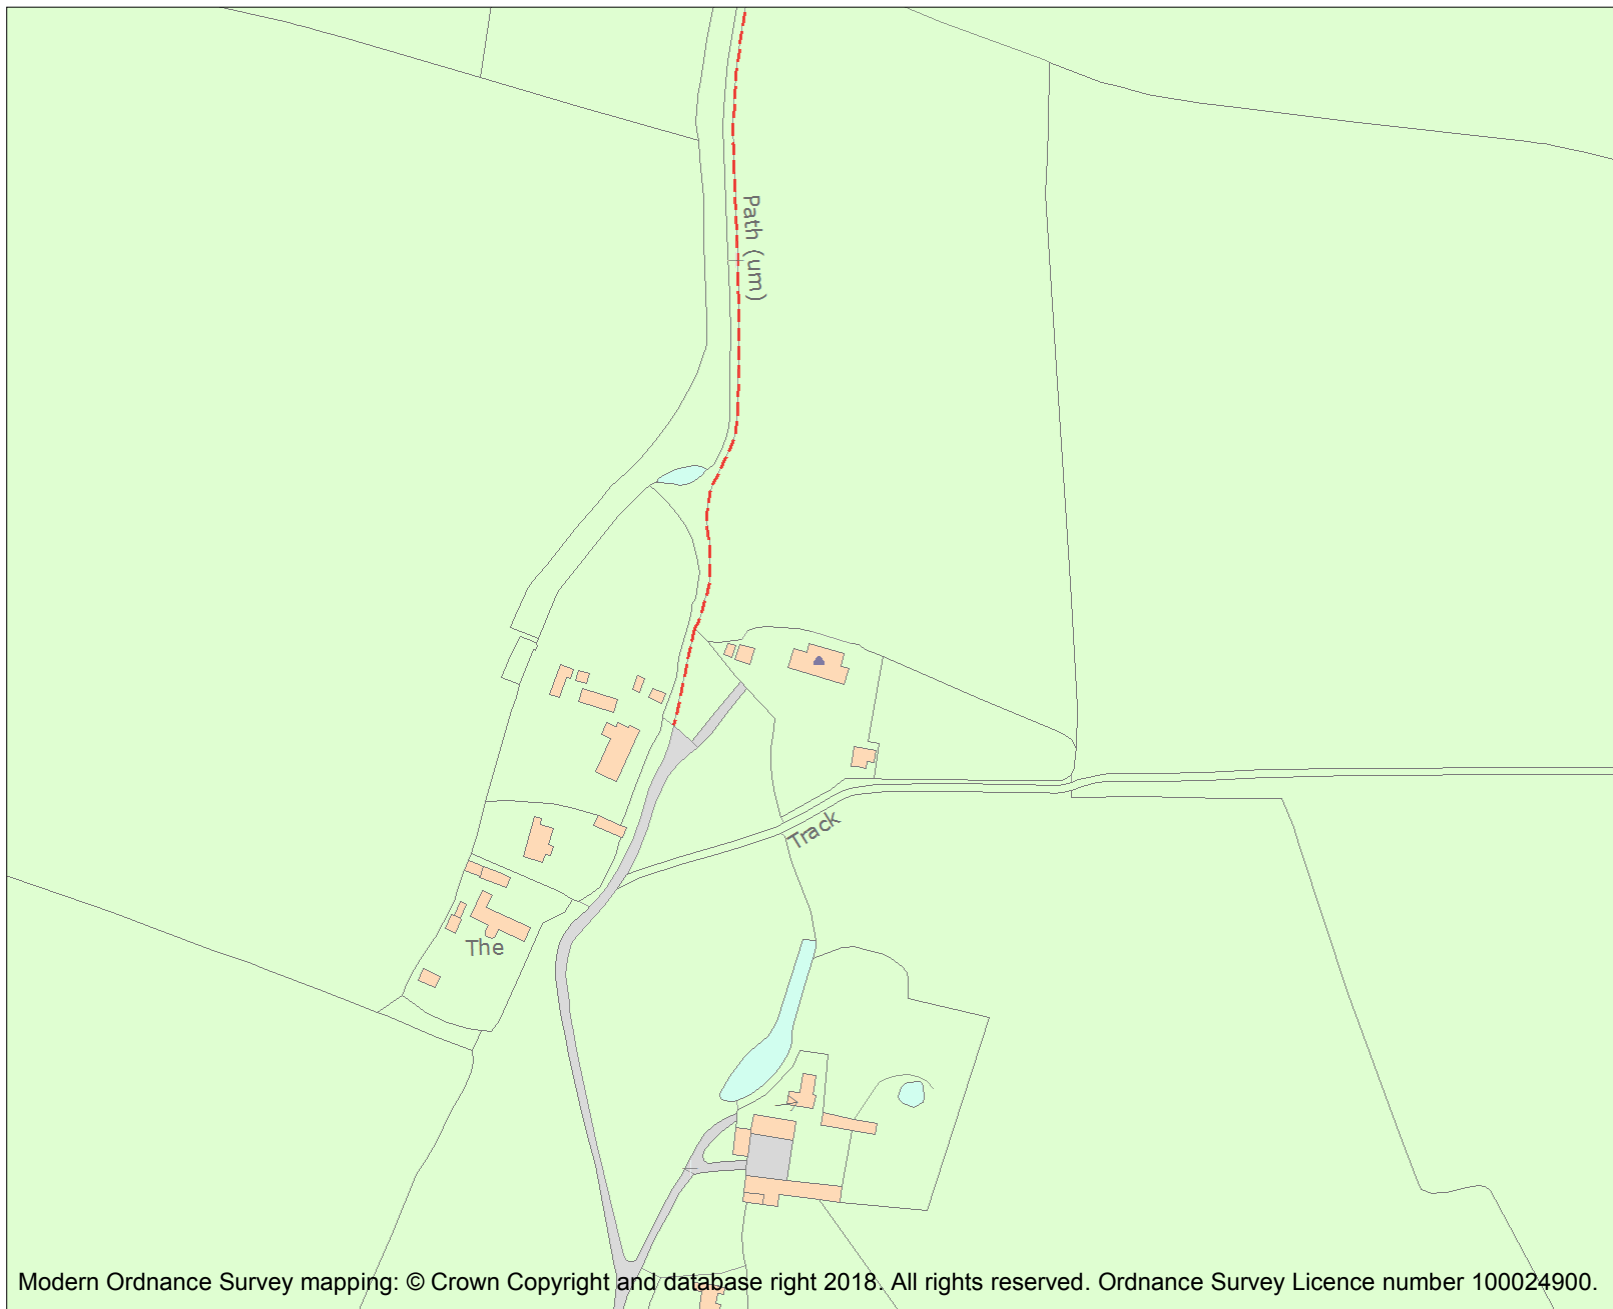 Path (um)
Track
The
Modern Ordnance Survey mapping: © Crown Copyright and database right 2018. All rights reserved. Ordnance Survey Licence number 100024900.